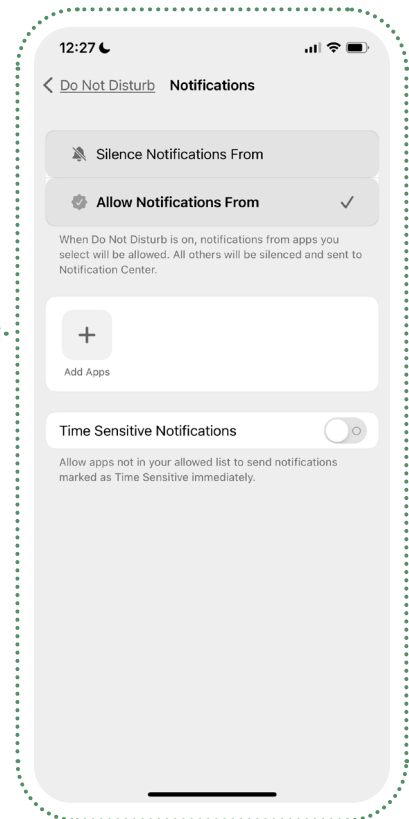 12:27
Do Not Disturb Notifications
Silence Notifications From
Allow Notifications From
When Do Not Disturb is on, notifications from apps you
select will be allowed. All others will be silenced and sent to
Notification Center.
Add Apps
Time Sensitive Notifications
Allow apps not in your allowed list to send notifications
marked as Time Sensitive immediately.